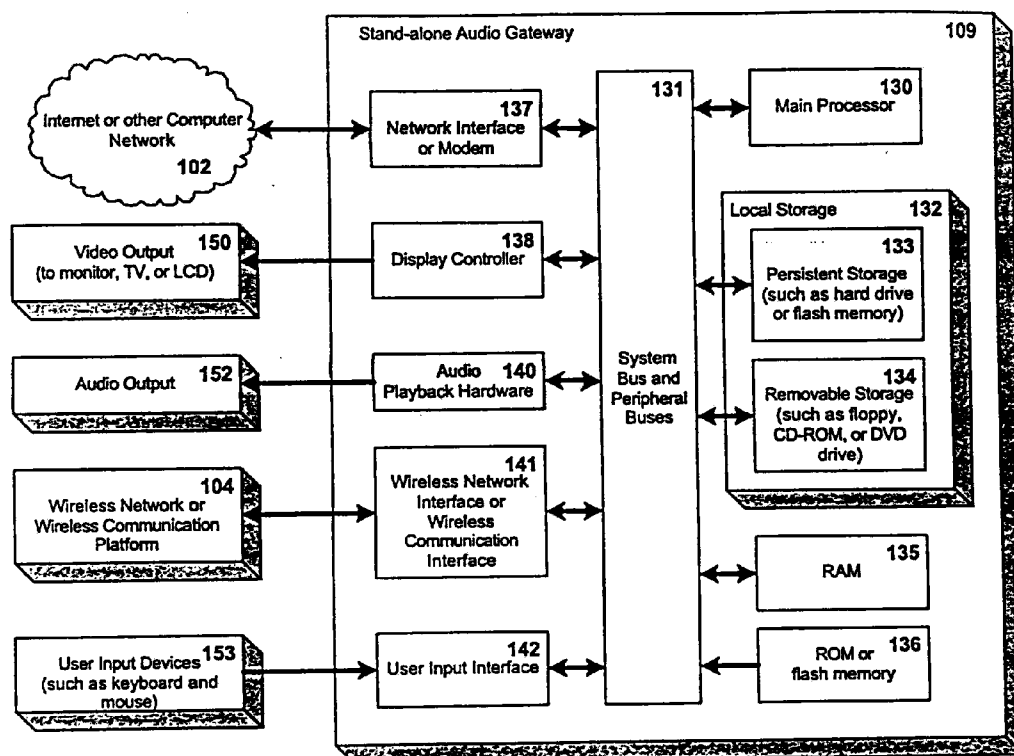 Stand-alone Audio Gateway
109
Internet or other Computer
Network
102
137
Network Interface
or Modem
131
System
Bus and
Peripheral
Buses
130
Main Processor
150
Video Output
(to monitor, TV, or LCD)
138
Display Controller
Local Storage
132
133
Persistent Storage
(such as hard drive
or flash memory)
134
Removable Storage
(such as floppy,
CD-ROM, or DVD
drive)
152
Audio Output
Audio
140
Playback Hardware
104
Wireless Network or
Wireless Communication
Platform
141
Wireless Network
Interface or
Wireless
Communication
Interface
135
RAM
153
User Input Devices
(such as keyboard and
mouse)
142
User Input Interface
136
ROM or
flash memory